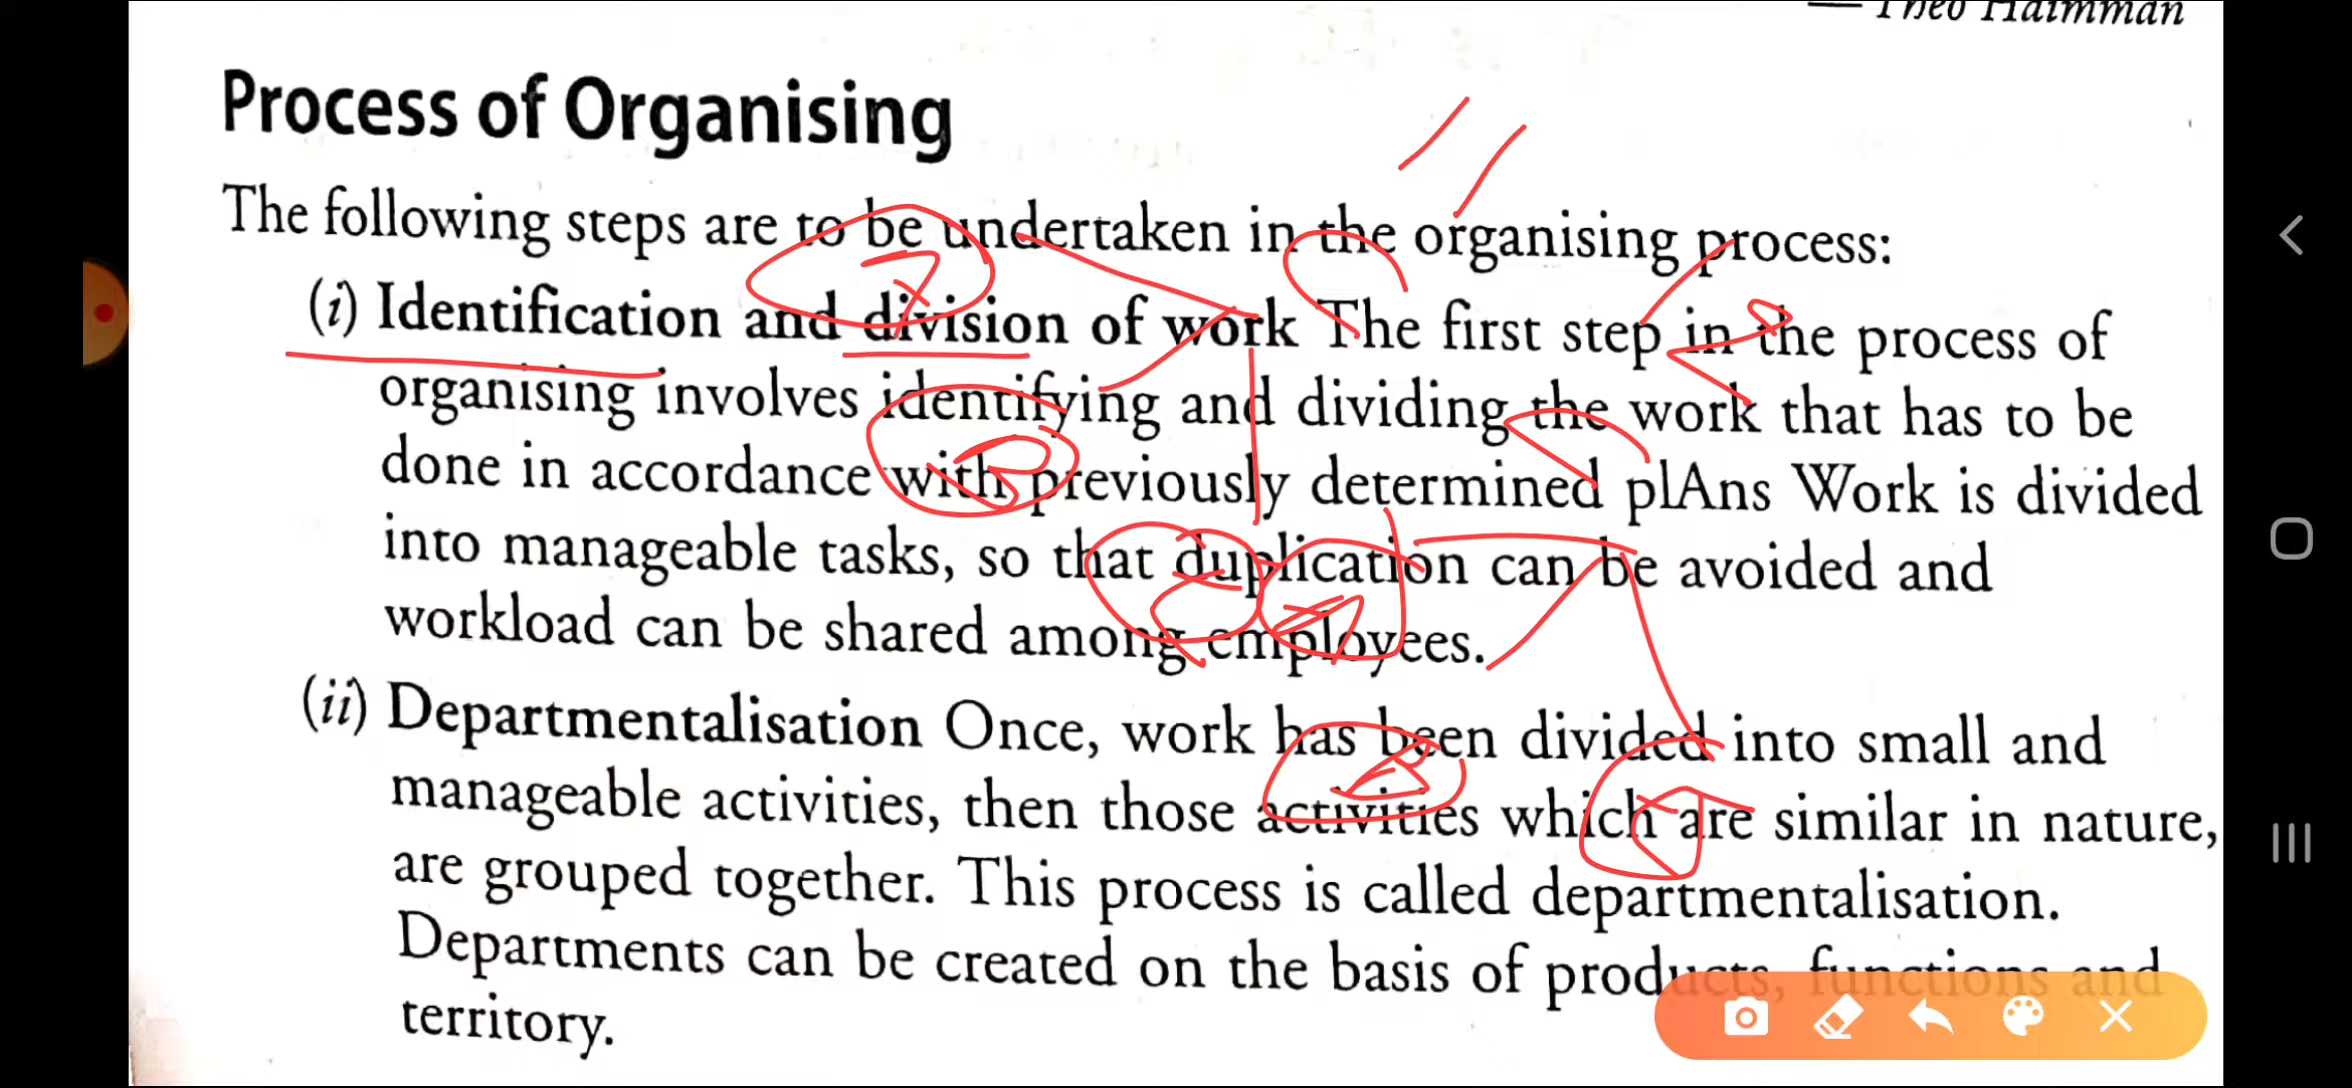 — Theo Haimman
Process of Organising
The following steps are to be undertaken in the organising process:
(i) Identification and division of work The first step in the process of
organising involves identifying and dividing the work that has to be
done in accordance with previously determined plAns Work is divided
into manageable tasks, so that duplication can be avoided and
workload can be shared among employees.
(ii) Departmentalisation Once, work has been divided into small and
manageable activities, then those activities which are similar in nature,
are grouped together. This process is called departmentalisation.
Departments can be created on the basis of products, functions and
territory.